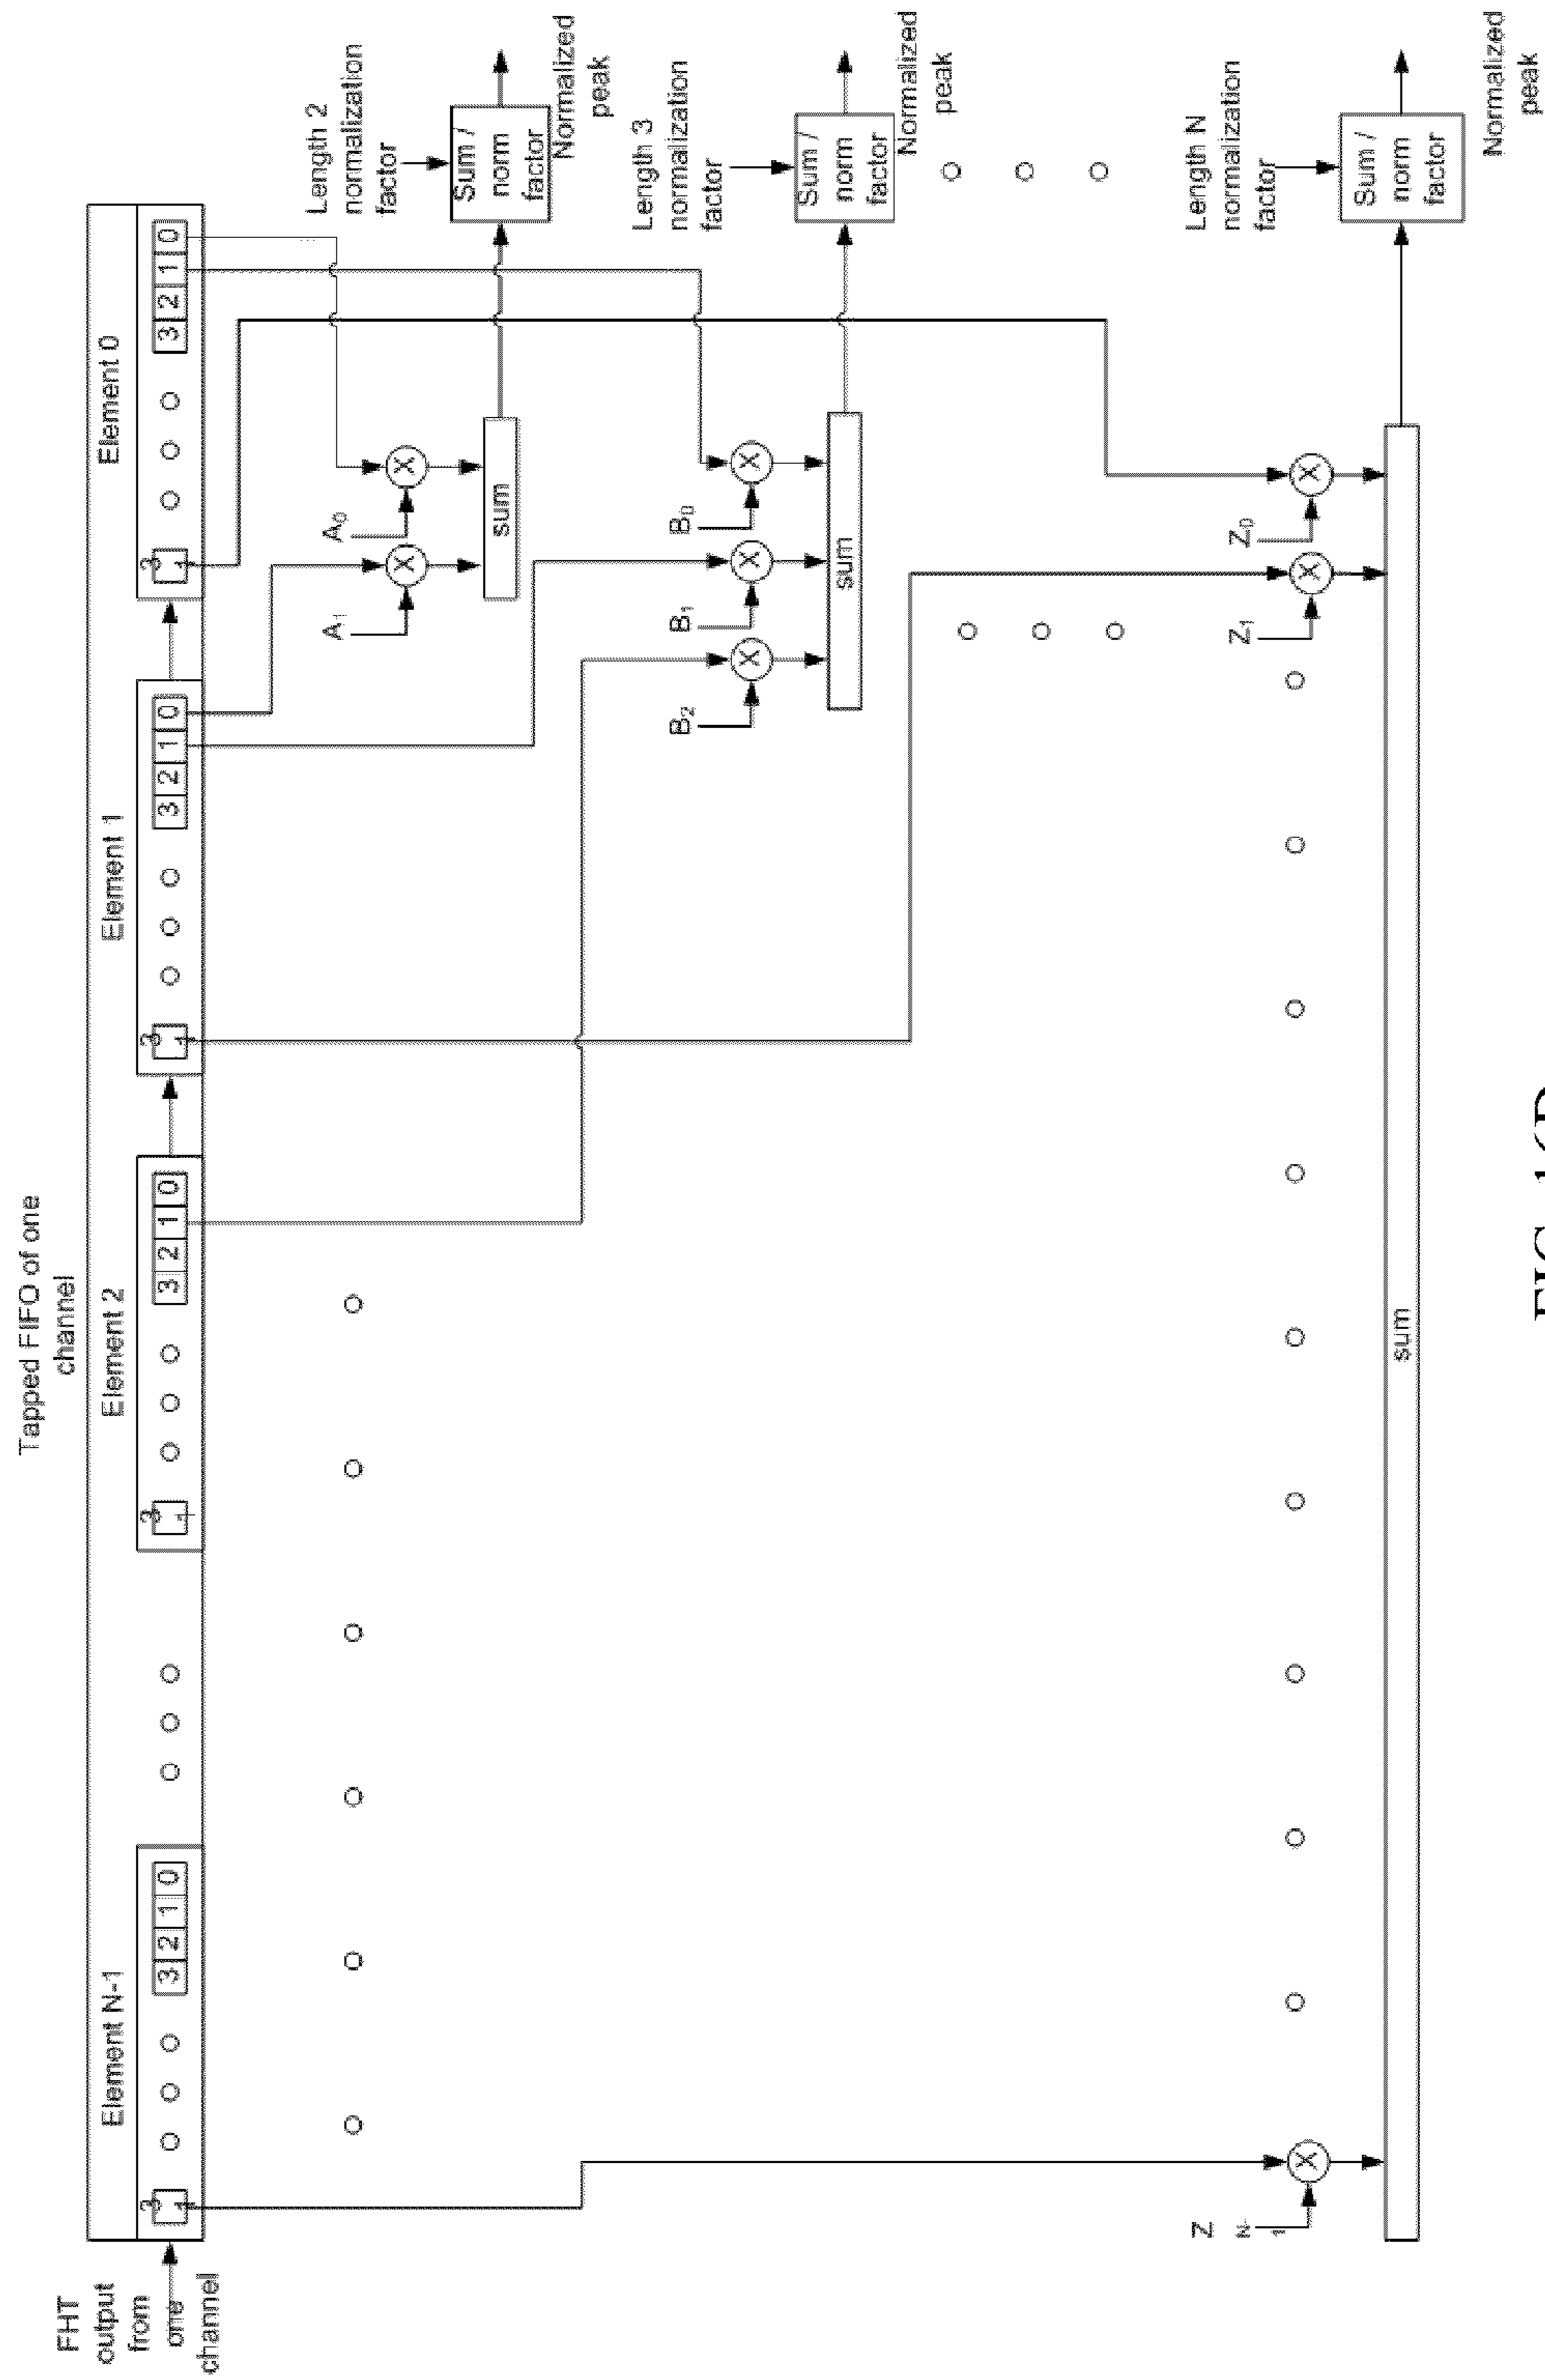 Tapped FIFO of one
channel
FHT
output
from
one
channel
Element N-1
Element 2
Element 1
Element 0
3
3 2 1 0
3
3 2 1 0
3
3 2 1 0
3
3 2 1 0
A₁
A₀
sum
Length 2
normalization
factor
Sum /
norm
factor
Normalized
peak
B₂
B₁
B₀
X
X
X
X
X
sum
Length 3
normalization
factor
Sum /
norm
factor
Normalized
peak
Z
N-
1
Z₁
Z₀
X
X
X
sum
Length N
normalization
factor
Sum /
norm
factor
Normalized
peak